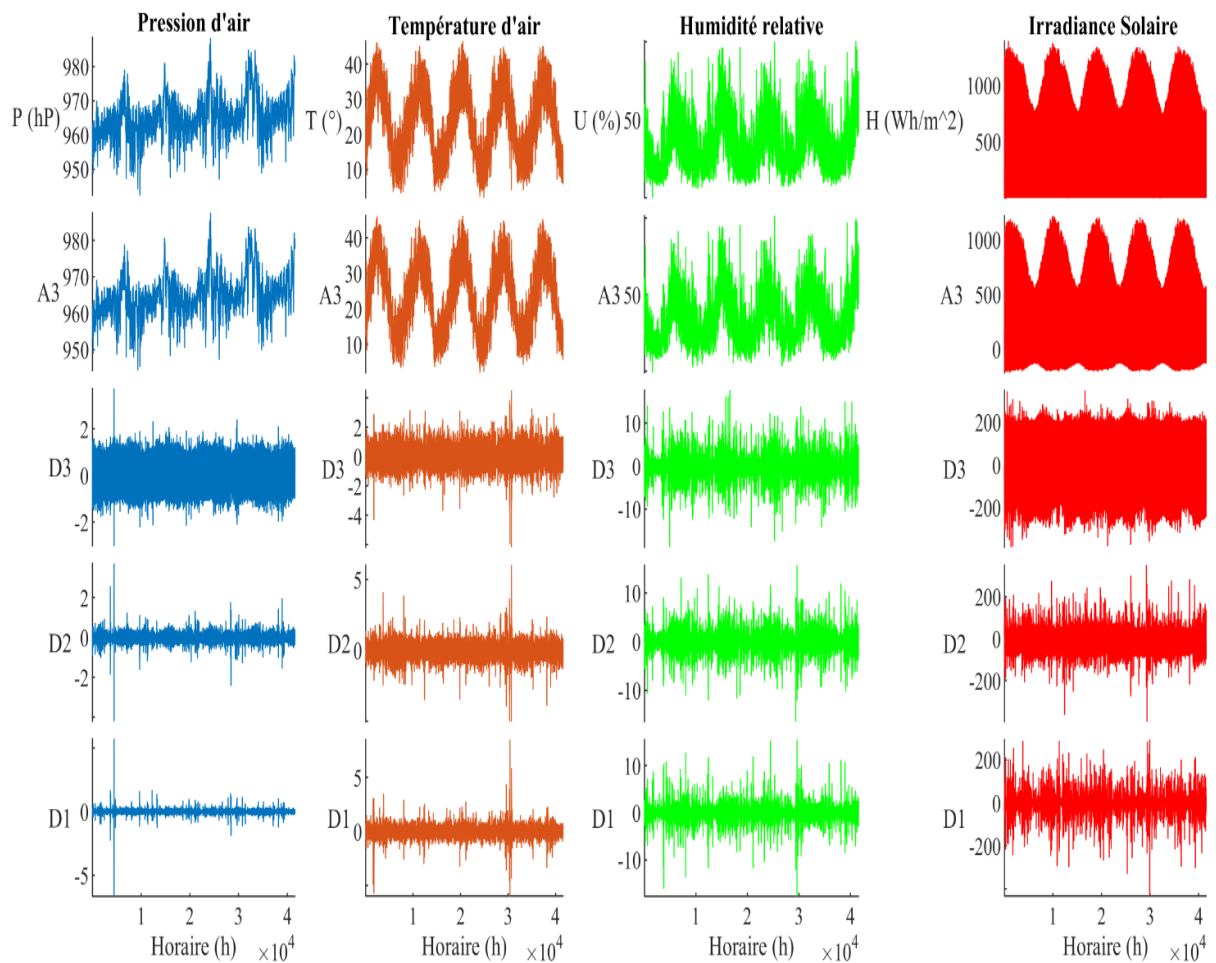 Pression d'air Température d'air Humidité relative Irradiance Solaire
P (hP) 980 970 960 950
T (°) 40 30 20 10
U (%) 50
H (Wh/m^2) 1000 500
A3 980 970 960 950
A3 40 30 20 10
A3 50
A3 1000 500 0
D3 2 0 -2
D3 2 0 -2 -4
D3 10 0 -10
D3 200 0 -200
D2 2 0 -2
D2 5 0
D2 10 0 -10
D2 200 0 -200
D1 0 -5
D1 5 0
D1 10 0 -10
D1 200 0 -200
1 2 3 4 1 2 3 4 1 2 3 4 1 2 3 4
Horaire (h) ×10^4 Horaire (h) ×10^4 Horaire (h) ×10^4 Horaire (h) ×10^4